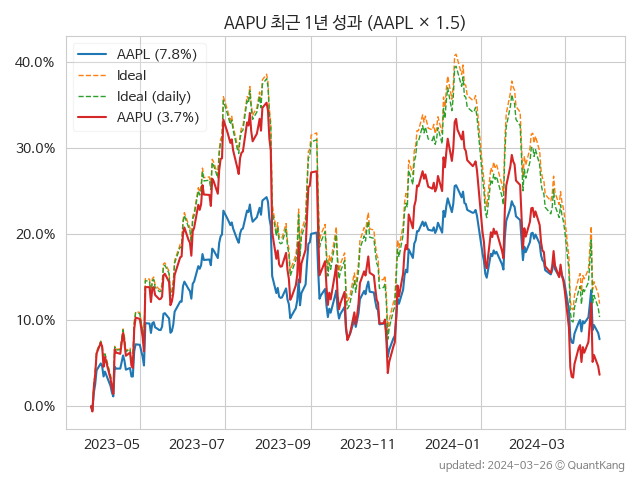 AAPU 최근 1년 성과 (AAPL × 1.5)
AAPL (7.8%)
Ideal
Ideal (daily)
AAPU (3.7%)
40.0%
30.0%
20.0%
10.0%
0.0%
2023-05
2023-07
2023-09
2023-11
2024-01
2024-03
updated: 2024-03-26 © QuantKang